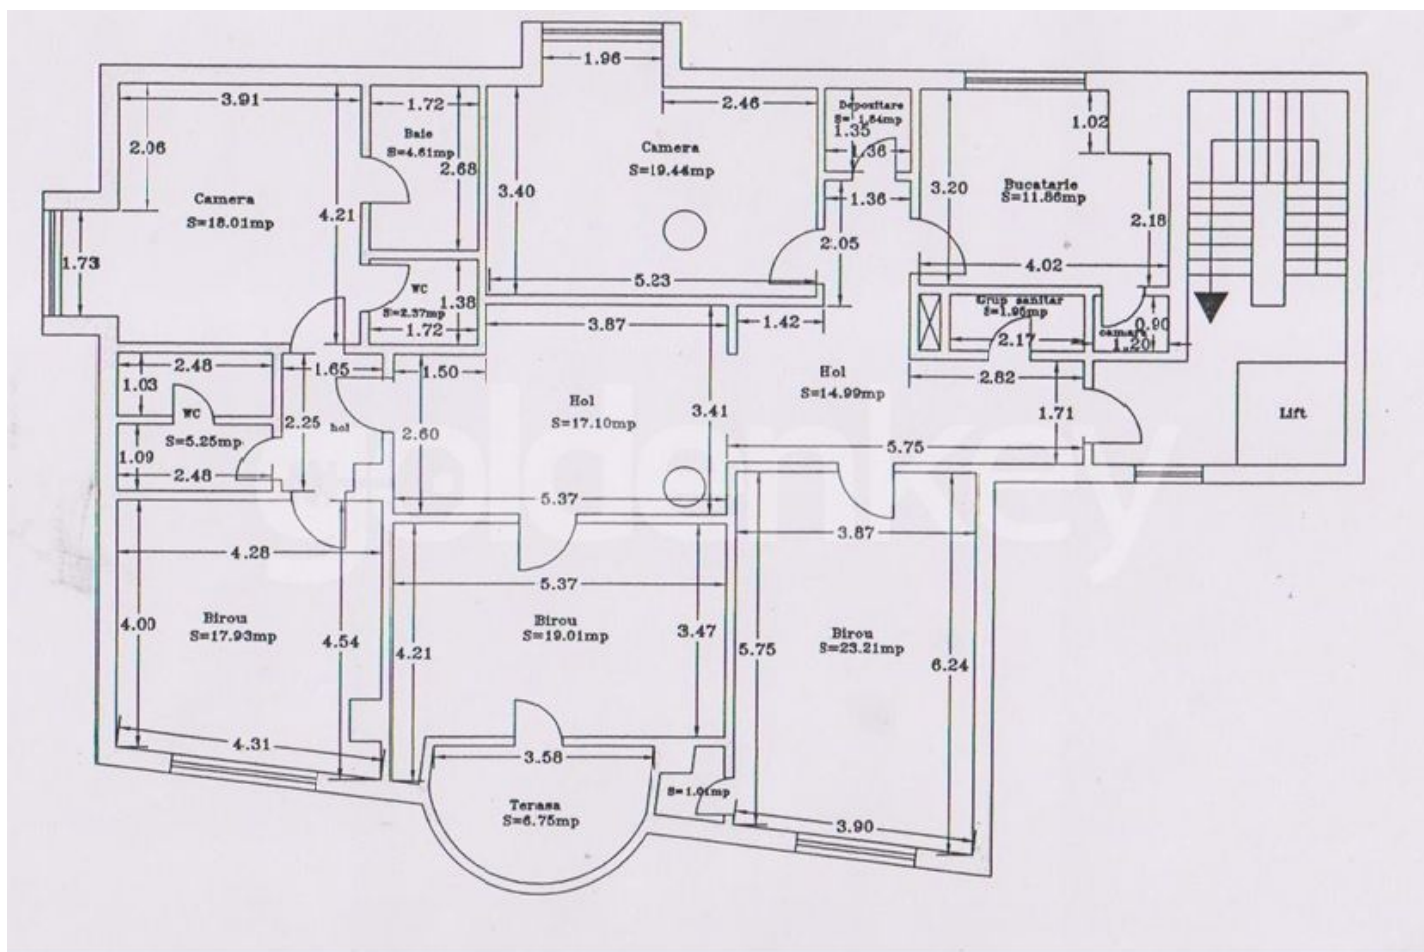 1.96
3.91
1.72
2.46
Depozitare
S=1.84mp
1.35
1.36
1.02
2.06
Baie
S=4.61mp
2.68
Camera
S=19.44mp
3.40
3.20
Bucatarie
S=11.86mp
Camera
S=18.01mp
4.21
1.36
2.18
2.05
1.73
5.23
4.02
WC
S=2.37mp
1.38
1.72
Grup sanitar
S=1.95mp
2.17
0.90
camara
1.20
3.87
1.42
2.48
1.65
1.50
1.03
Hol
S=14.99mp
2.82
WC
S=5.25mp
2.25
hol
2.60
Hol
S=17.10mp
3.41
1.71
Lift
1.09
2.48
5.75
goldenkey
5.37
3.87
4.28
5.37
4.00
Birou
S=17.93mp
4.54
4.21
Birou
S=19.01mp
3.47
5.75
Birou
S=23.21mp
6.24
4.31
3.58
S=1.01mp
Terasa
S=6.75mp
3.90